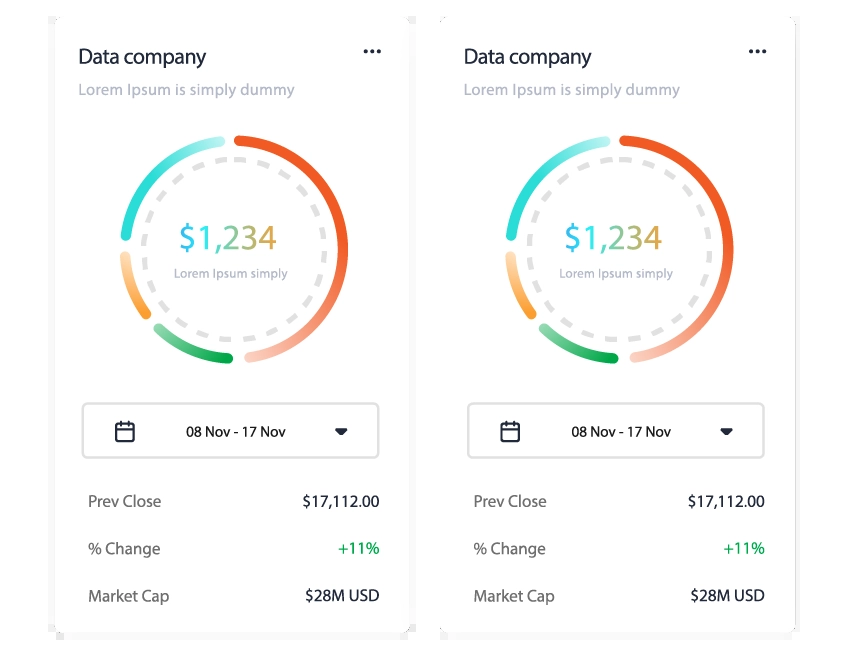 Data company
Lorem Ipsum is simply dummy
$1,234
Lorem Ipsum simply
08 Nov - 17 Nov
Prev Close $17,112.00
% Change +11%
Market Cap $28M USD
Data company
Lorem Ipsum is simply dummy
$1,234
Lorem Ipsum simply
08 Nov - 17 Nov
Prev Close $17,112.00
% Change +11%
Market Cap $28M USD